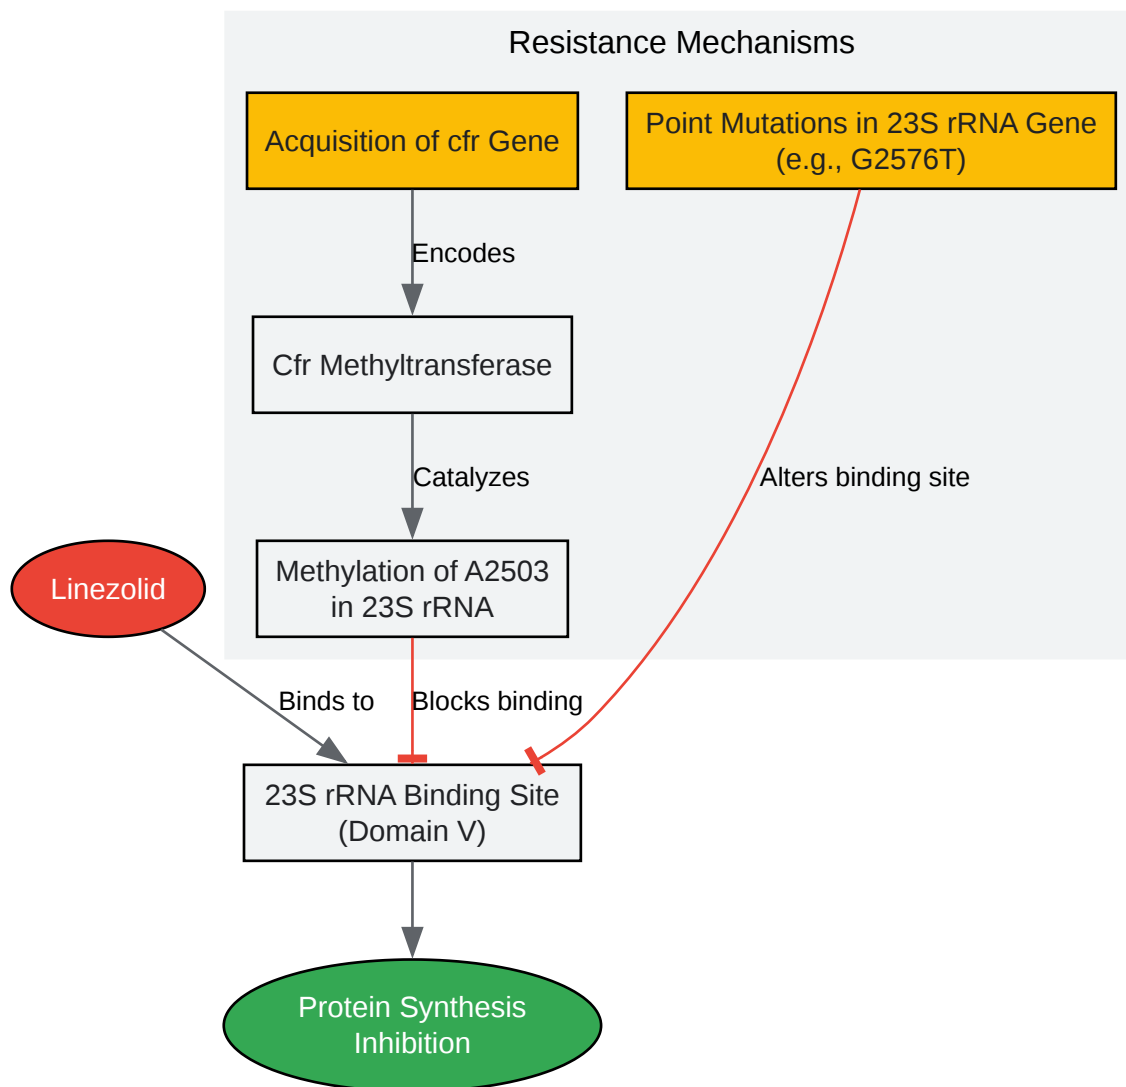 Resistance Mechanisms
Acquisition of cfr Gene
Point Mutations in 23S rRNA Gene
(e.g., G2576T)
Encodes
Cfr Methyltransferase
Catalyzes
Alters binding site
Methylation of A2503
in 23S rRNA
Linezolid
Binds to
Blocks binding
23S rRNA Binding Site
(Domain V)
Protein Synthesis
Inhibition